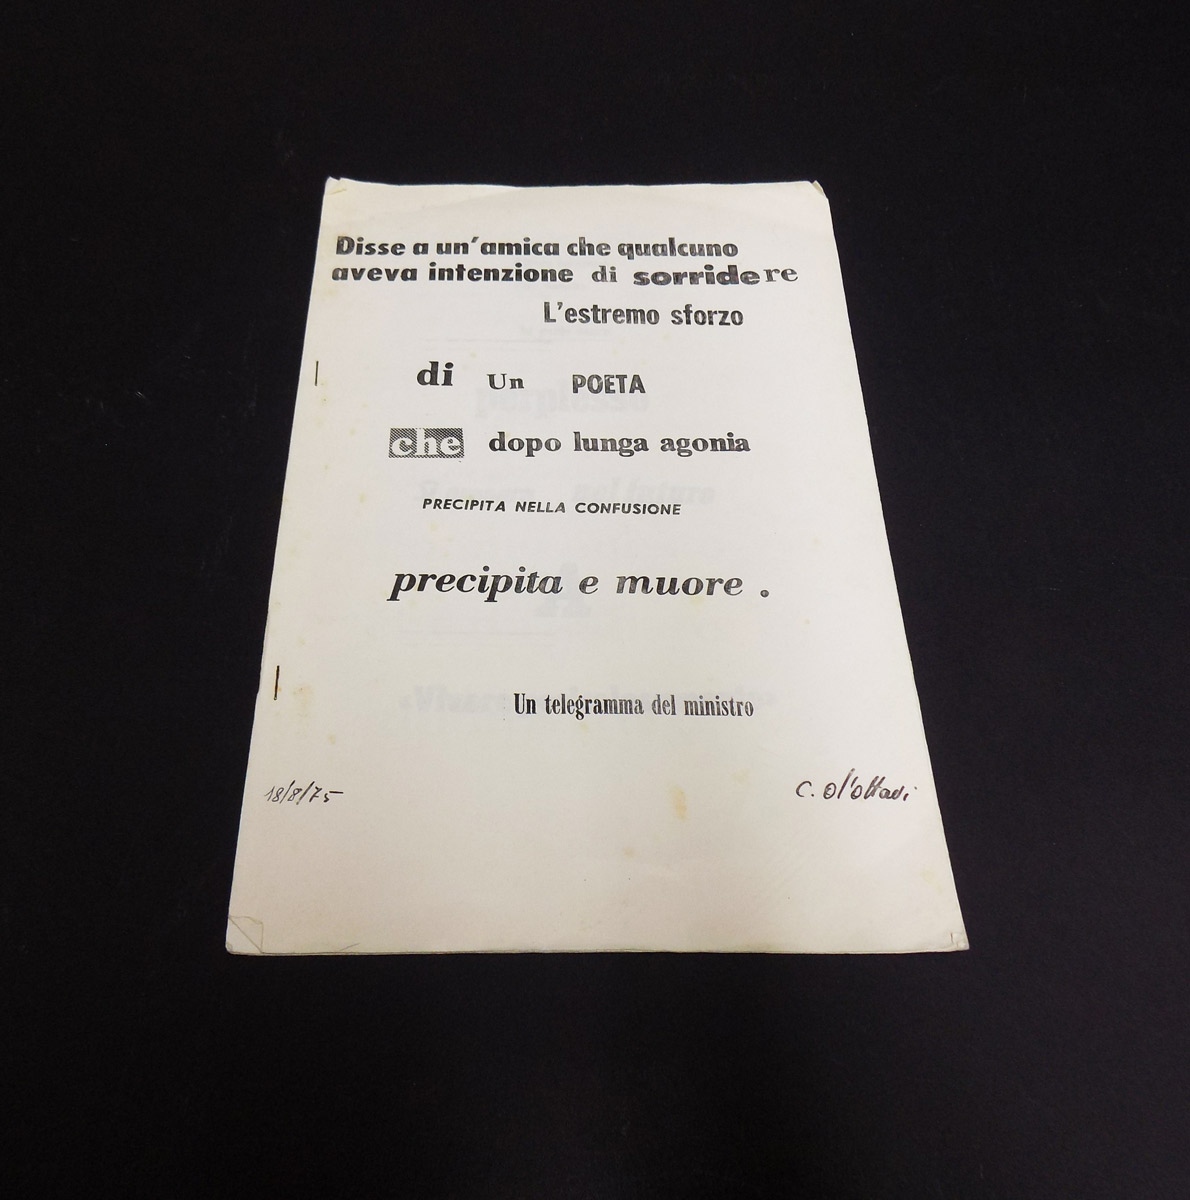 Disse a un'amica che qualcuno
aveva intenzione di sorridere
L'estremo sforzo
di Un POETA
che dopo lunga agonia
PRECIPITA NELLA CONFUSIONE
precipita e muore .
Un telegramma del ministro
18/8/75 C. D'Ottavi